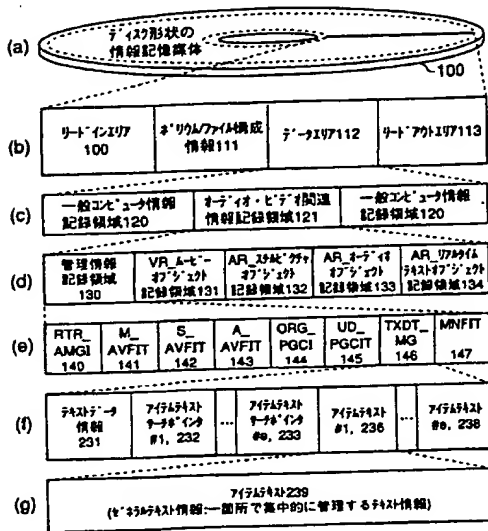 (a)
ディスク形状の
情報記憶媒体
100
(b)
リードインエリア
100
ボリウム/ファイル構成
情報111
データエリア112
リードアウトエリア113
(c)
一般コンピュータ情報
記録領域120
オーディオ・ビデオ関連
情報記録領域121
一般コンピュータ情報
記録領域120
(d)
管理情報
記録領域
130
VR_ムービー
オブジェクト
記録領域131
AR_スチルピクチャ
オブジェクト
記録領域132
AR_オーディオ
オブジェクト
記録領域133
AR_リアルタイム
テキストオブジェクト
記録領域134
(e)
RTR_
AMGI
140
M_
AVFIT
141
S_
AVFIT
142
A_
AVFIT
143
ORG_
PGCI
144
UD_
PGCIT
145
TXDT_
MG
146
MNFIT
147
(f)
テキストデータ
情報
231
アイテムテキスト
サーチポインタ
#1, 232
...
アイテムテキスト
サーチポインタ
#e, 233
アイテムテキスト
#1, 236
...
アイテムテキスト
#e, 238
(g)
アイテムテキスト239
(ゼネラルテキスト情報:一箇所で集中的に管理するテキスト情報)